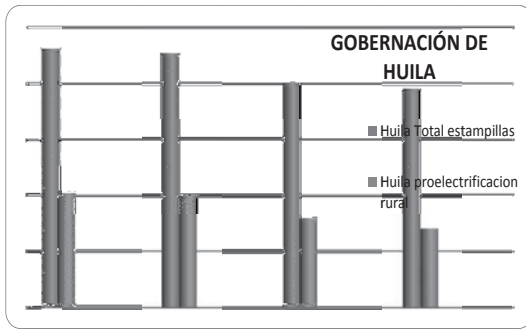 GOBERNACIÓN DE
HUILA
Huila Total estampillas
Huila proelectrificacion
rural